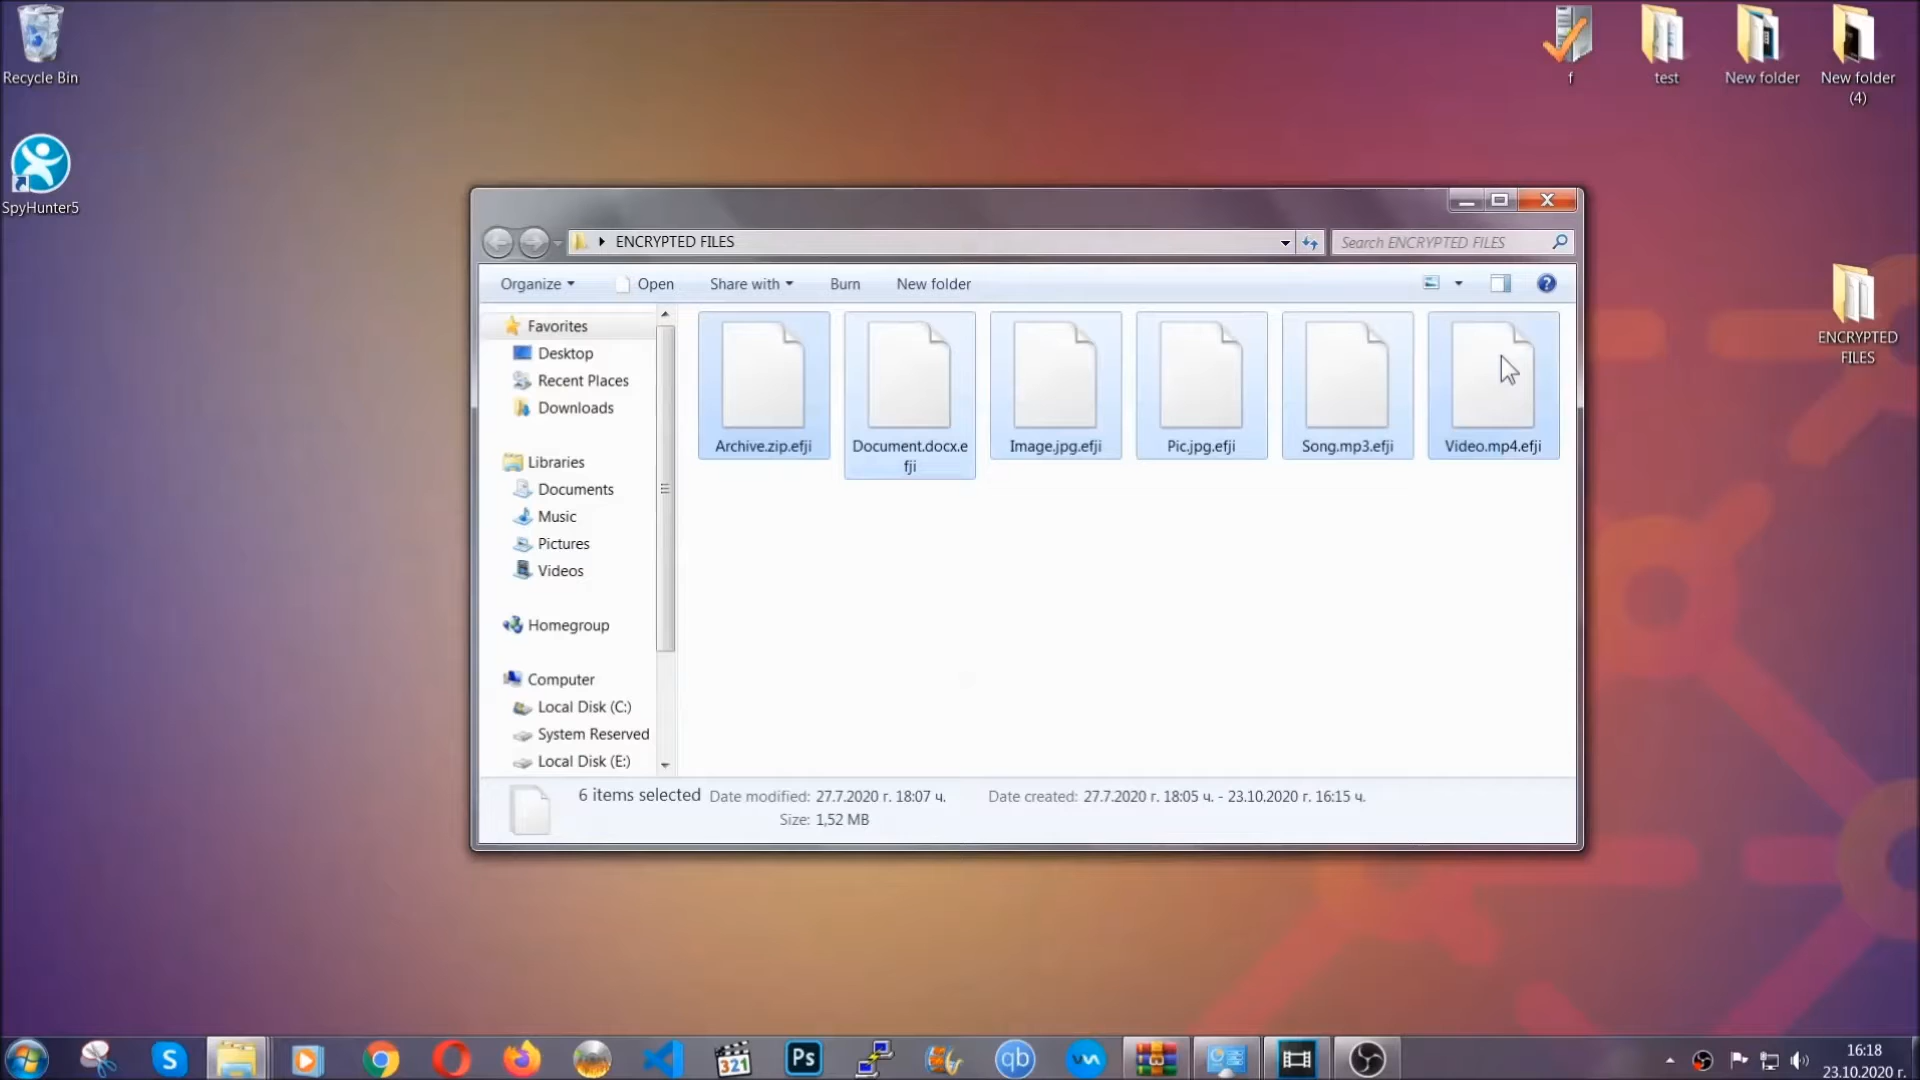 Recycle Bin
SpyHunter5
f
test
New folder
New folder
(4)
ENCRYPTED
FILES
ENCRYPTED FILES
Search ENCRYPTED FILES
Organize
Open
Share with
Burn
New folder
Favorites
Desktop
Recent Places
Downloads
Libraries
Documents
Music
Pictures
Videos
Homegroup
Computer
Local Disk (C:)
System Reserved
Local Disk (E:)
Archive.zip.efji
Document.docx.e
fji
Image.jpg.efji
Pic.jpg.efji
Song.mp3.efji
Video.mp4.efji
6 items selected
Date modified: 27.7.2020 г. 18:07 ч.
Date created: 27.7.2020 г. 18:05 ч. - 23.10.2020 г. 16:15 ч.
Size: 1,52 MB
S
321
Ps
qb
16:18
23.10.2020 г.